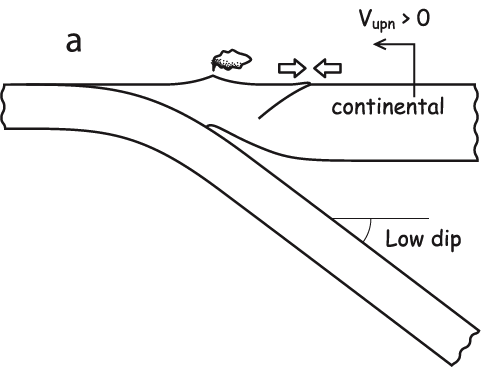 a
Vupn > 0
continental
Low dip